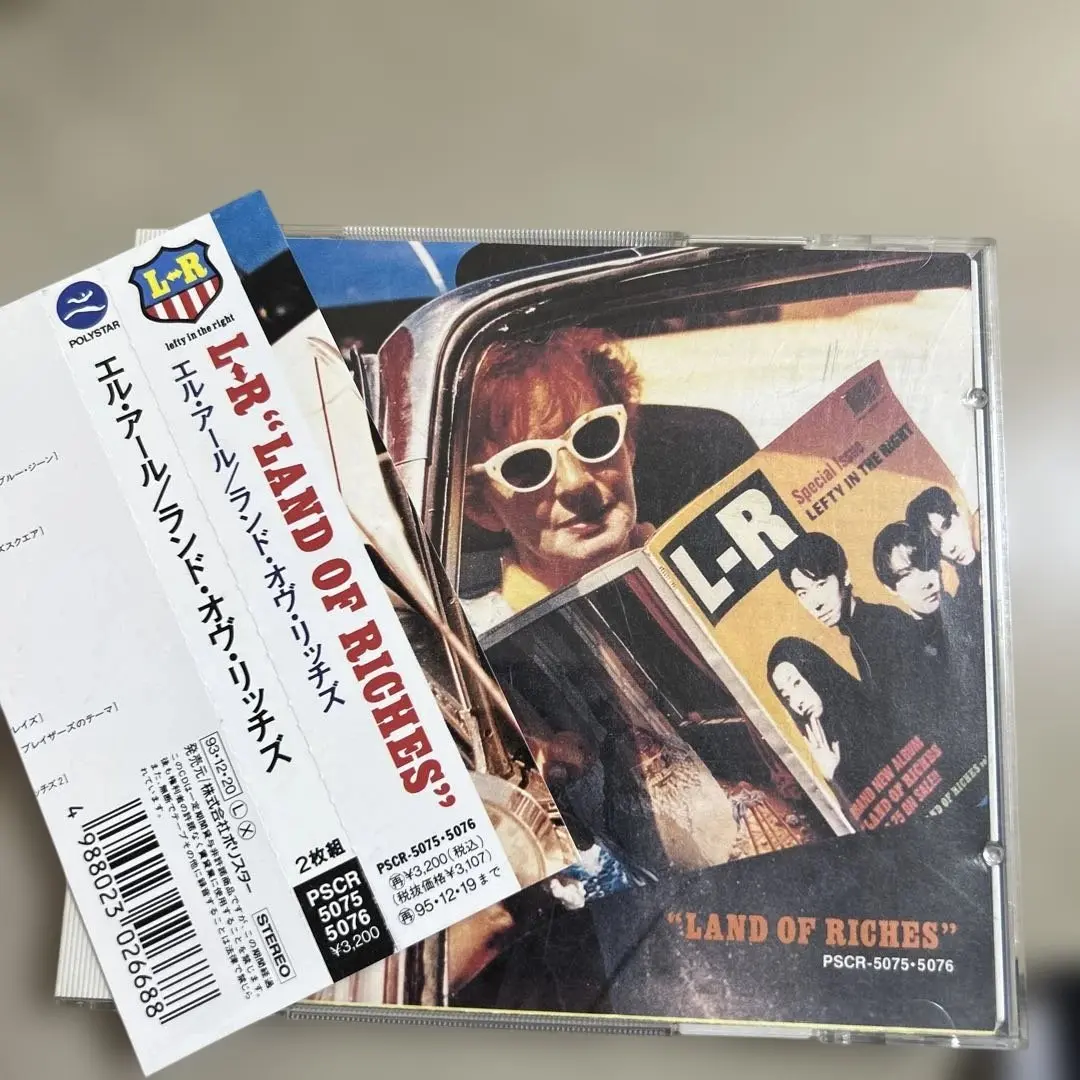 ブルー・ジーン]
ズスクエア]
レイズ]
ブレイザーズのテーマ]
ッチズ2]
4 988023 026688
POLYSTAR
エル・アール/ランド・オヴ・リッチズ
93・12・20 Ⓛ Ⓧ
発売元/株式会社ポリスター
STEREO
L↔R
lefty in the right
エル・アール/ランド・オヴ・リッチズ
2枚組
PSCR
5075
5076
¥3,200
L↔R "LAND OF RICHES"
PSCR-5075・5076
再¥3,200(税込)
(税抜価格¥3,107)
再95・12・19まで
Special Issue
LEFTY IN THE RIGHT
L-R
BRAND NEW ALBUM
"LAND OF RICHES
ON SALE!!
"LAND OF RICHES"
PSCR-5075・5076